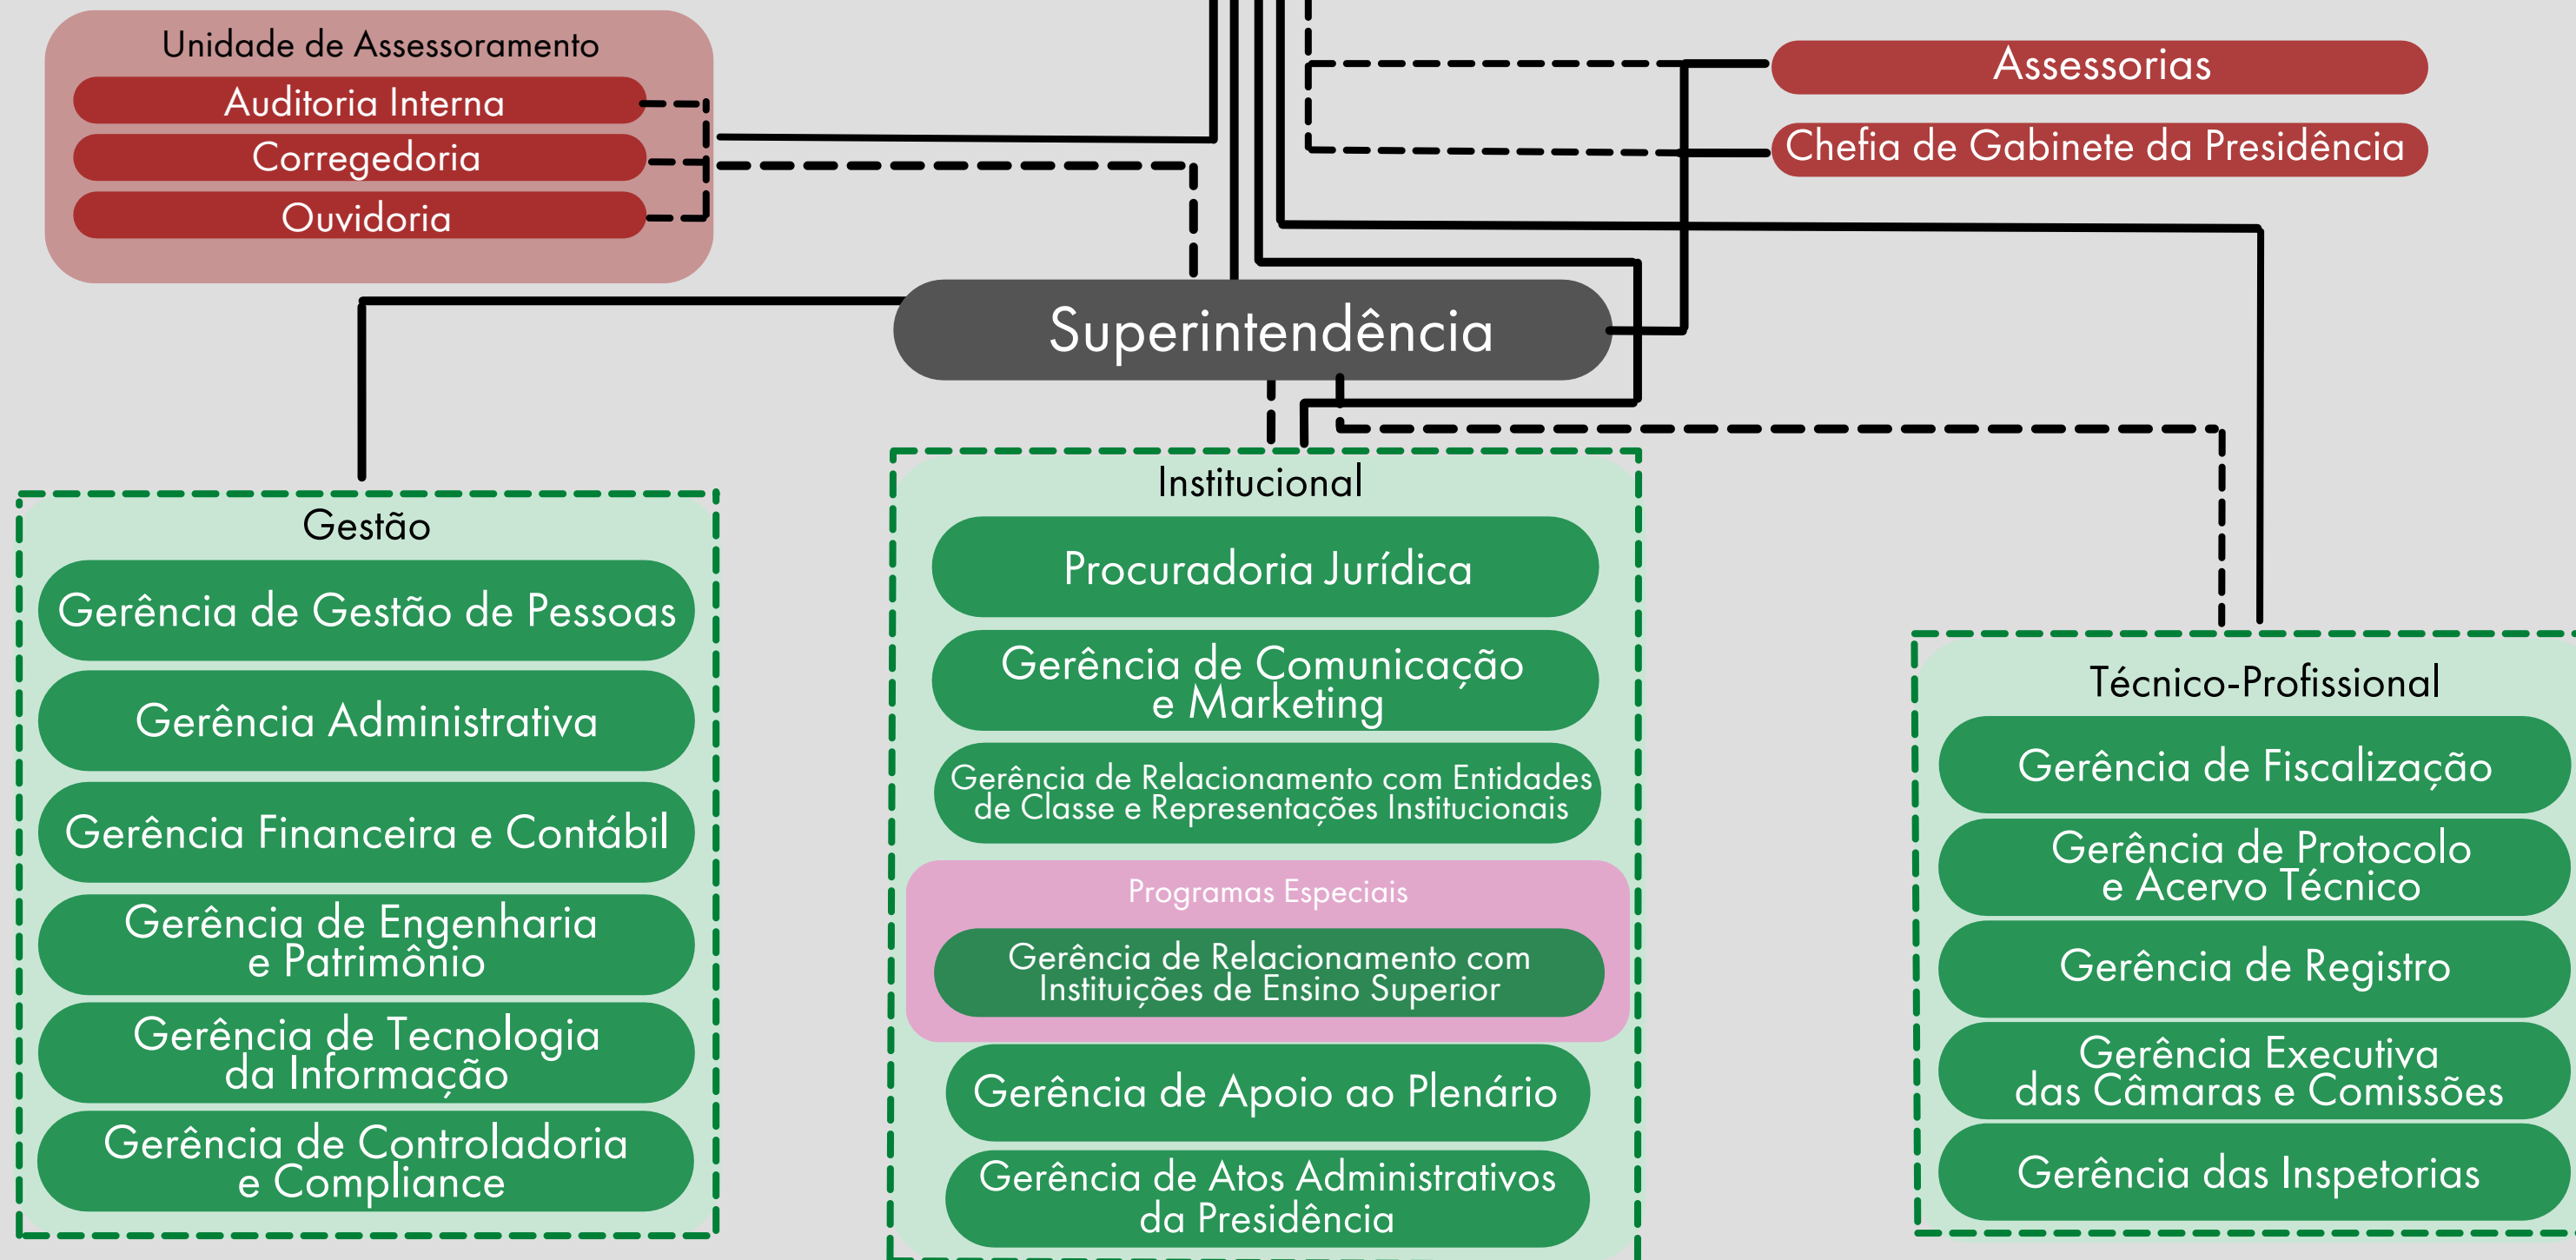 Unidade de Assessoramento
Auditoria Interna
Corregedoria
Ouvidoria
Assessorias
Chefia de Gabinete da Presidência
Superintendência
Gestão
Gerência de Gestão de Pessoas
Gerência Administrativa
Gerência Financeira e Contábil
Gerência de Engenharia
e Patrimônio
Gerência de Tecnologia
da Informação
Gerência de Controladoria
e Compliance
Institucional
Procuradoria Jurídica
Gerência de Comunicação
e Marketing
Gerência de Relacionamento com Entidades
de Classe e Representações Institucionais
Programas Especiais
Gerência de Relacionamento com
Instituições de Ensino Superior
Gerência de Apoio ao Plenário
Gerência de Atos Administrativos
da Presidência
Técnico-Profissional
Gerência de Fiscalização
Gerência de Protocolo
e Acervo Técnico
Gerência de Registro
Gerência Executiva
das Câmaras e Comissões
Gerência das Inspetorias